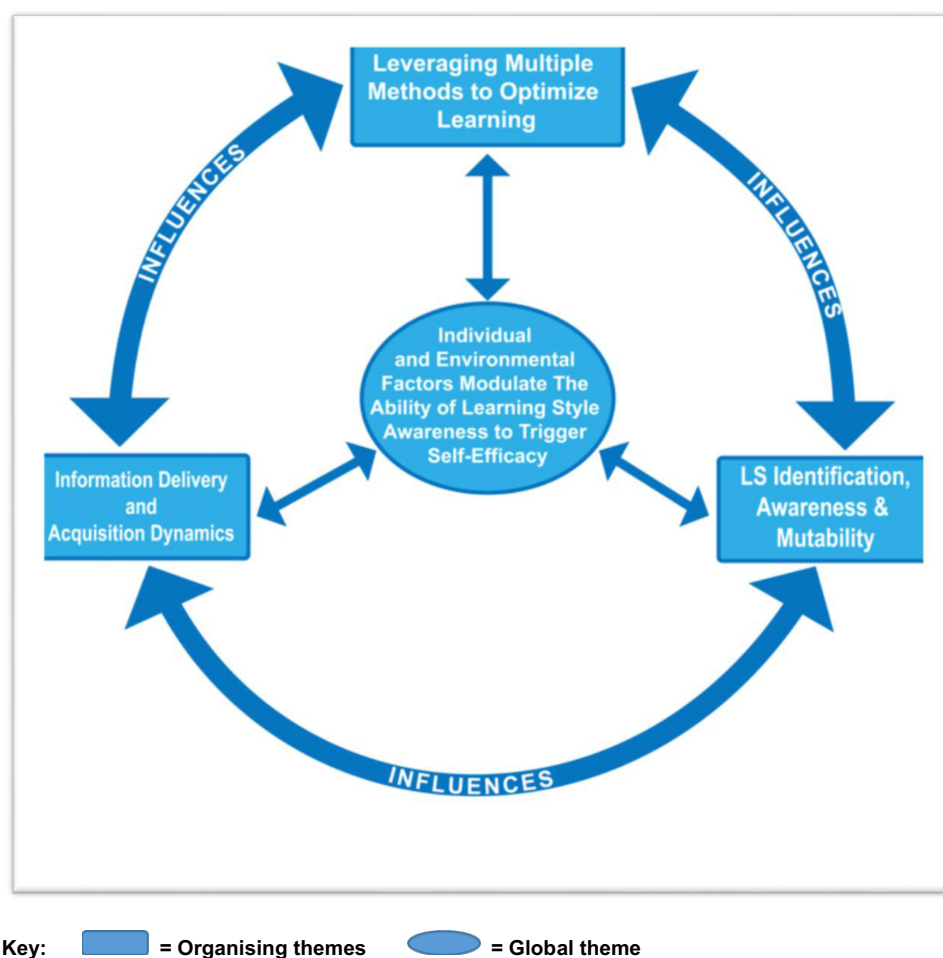 Leveraging Multiple
Methods to Optimize
Learning
INFLUENCES
INFLUENCES
Individual
and Environmental
Factors Modulate The
Ability of Learning Style
Awareness to Trigger
Self-Efficacy
Information Delivery
and
Acquisition Dynamics
LS Identification,
Awareness &
Mutability
INFLUENCES
Key: = Organising themes = Global theme